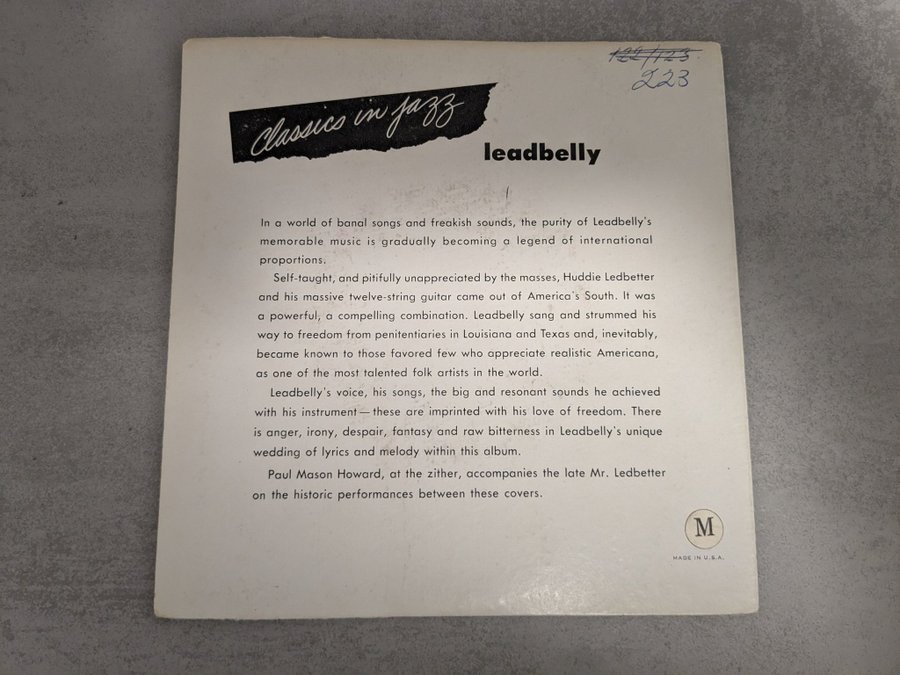 122/123
223
Classics in jazz
leadbelly
In a world of banal songs and freakish sounds, the purity of Leadbelly's
memorable music is gradually becoming a legend of international
proportions.
Self-taught, and pitifully unappreciated by the masses, Huddie Ledbetter
and his massive twelve-string guitar came out of America's South. It was
a powerful, a compelling combination. Leadbelly sang and strummed his
way to freedom from penitentiaries in Louisiana and Texas and, inevitably,
became known to those favored few who appreciate realistic Americana,
as one of the most talented folk artists in the world.
Leadbelly's voice, his songs, the big and resonant sounds he achieved
with his instrument—these are imprinted with his love of freedom. There
is anger, irony, despair, fantasy and raw bitterness in Leadbelly's unique
wedding of lyrics and melody within this album.
Paul Mason Howard, at the zither, accompanies the late Mr. Ledbetter
on the historic performances between these covers.
M
MADE IN U.S.A.